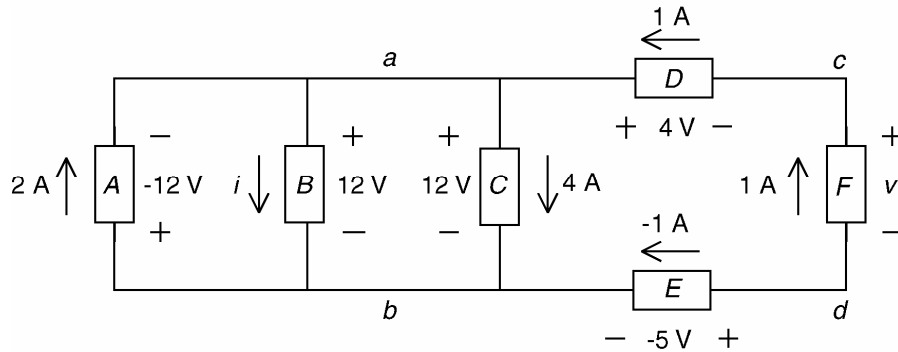 1 A
a
c
D
+ 4 V −
− + + +
2 A A -12 V i B 12 V 12 V C 4 A 1 A F v
+ − − −
-1 A
b
E
d
− -5 V +